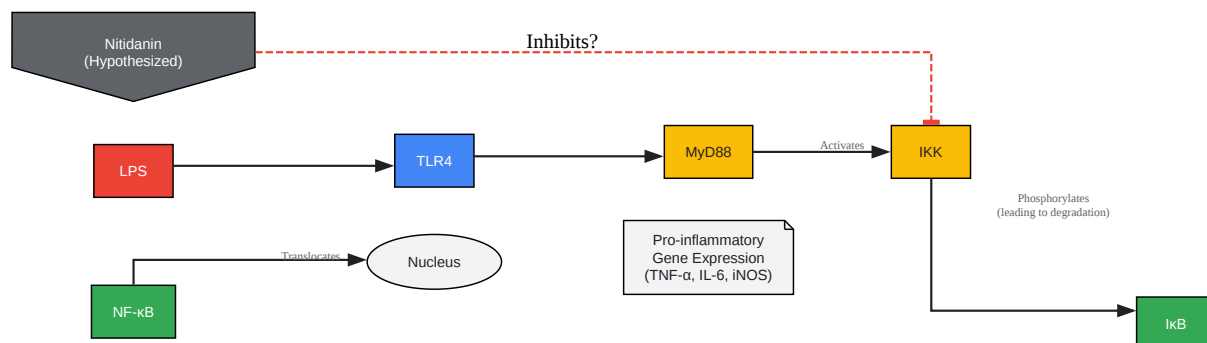 Nitidanin
(Hypothesized)
Inhibits?
LPS
TLR4
MyD88
Activates
IKK
Phosphorylates
(leading to degradation)
Translocates
Nucleus
Pro-inflammatory
Gene Expression
(TNF-α, IL-6, iNOS)
NF-κB
IκB